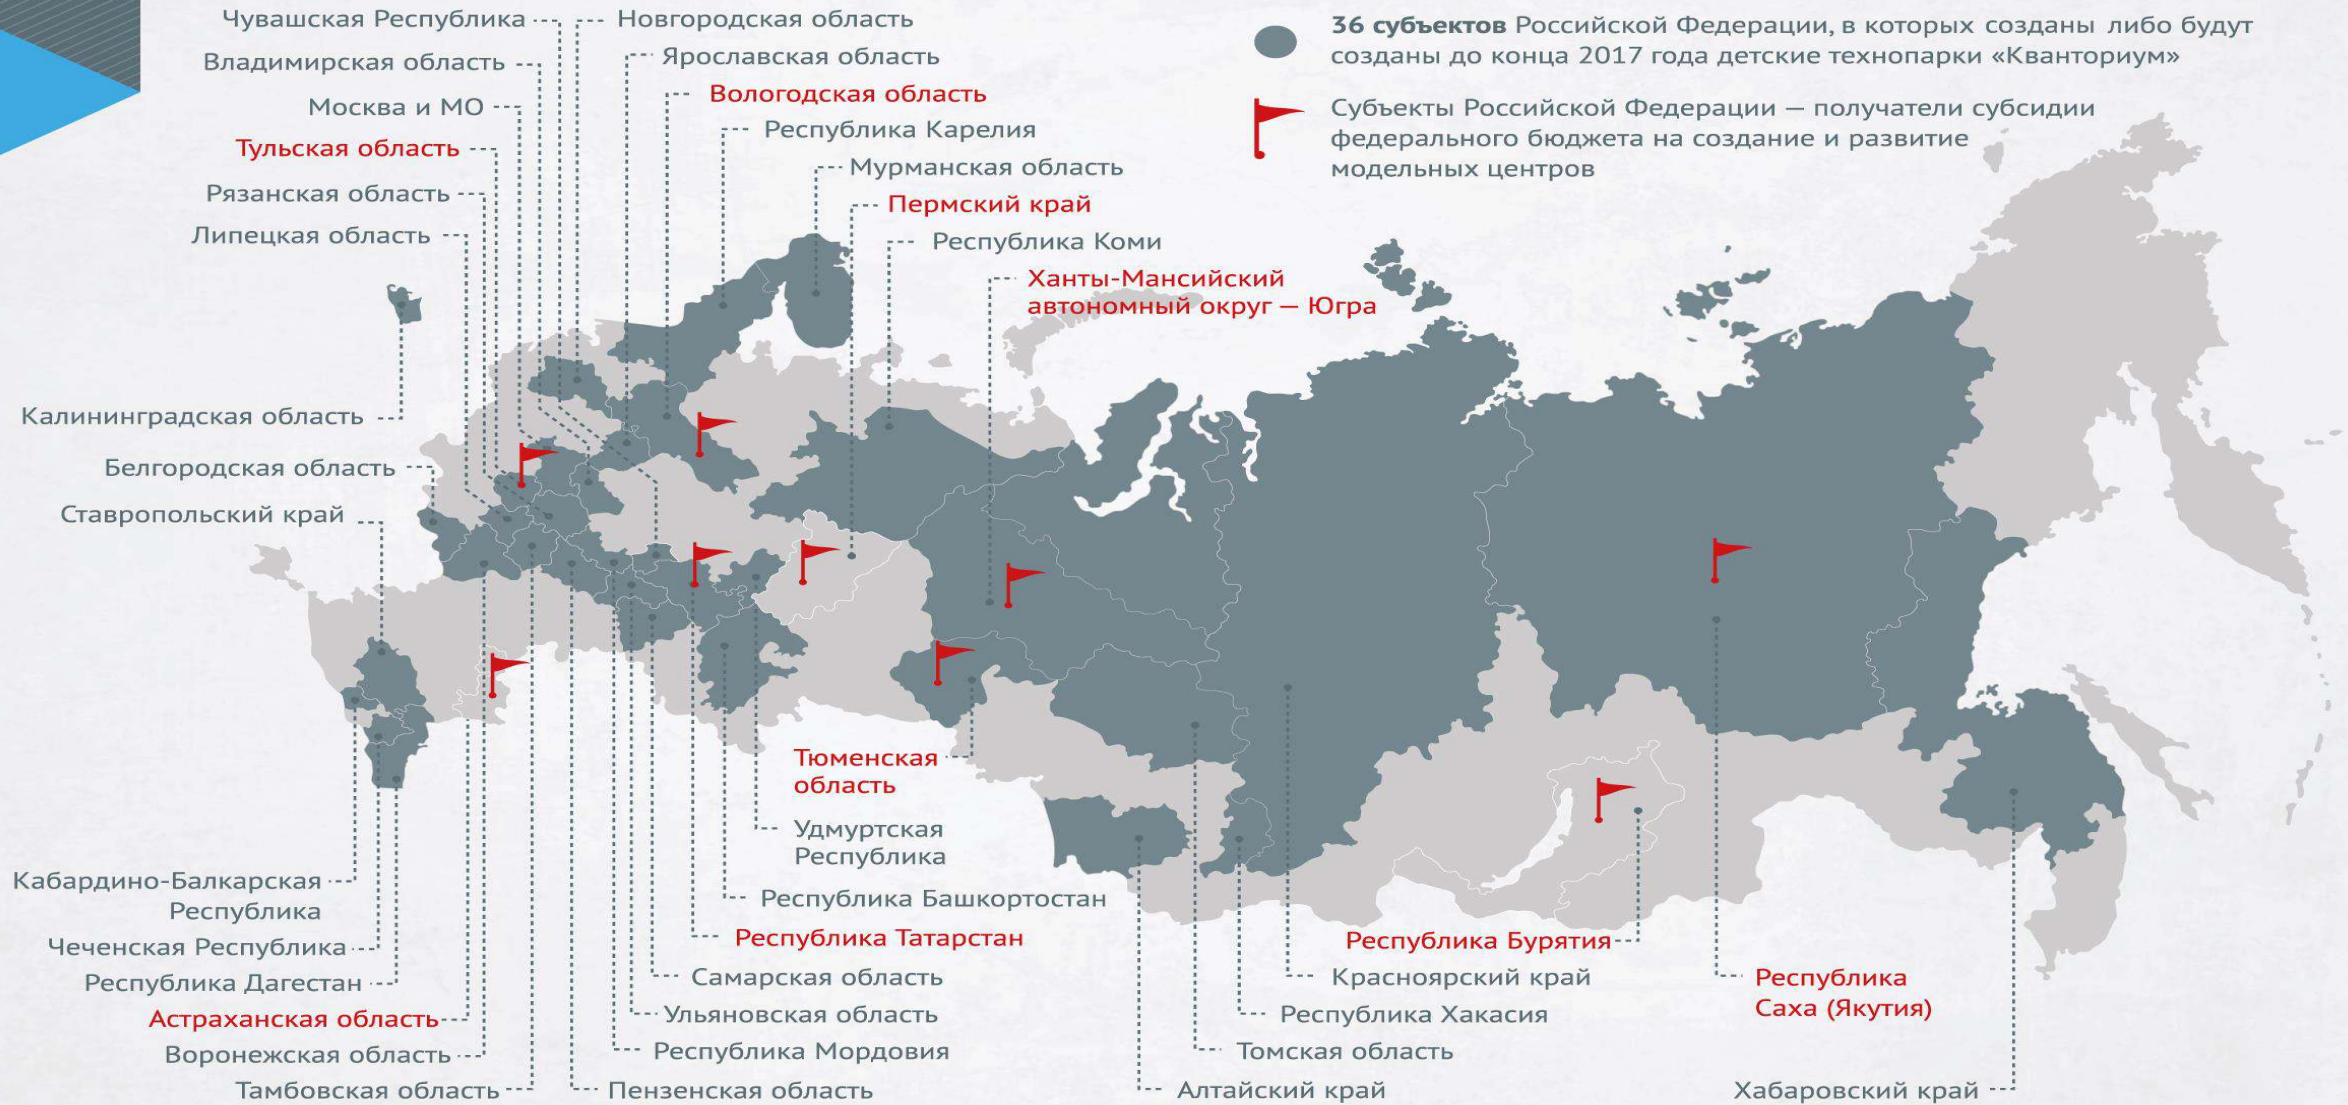 Чувашская Республика
Новгородская область
36 субъектов Российской Федерации, в которых созданы либо будут
созданы до конца 2017 года детские технопарки «Кванториум»
Владимирская область
Ярославская область
Москва и МО
Вологодская область
Субъекты Российской Федерации — получатели субсидии
федерального бюджета на создание и развитие
модельных центров
Тульская область
Республика Карелия
Рязанская область
Мурманская область
Липецкая область
Пермский край
Республика Коми
Ханты-Мансийский
автономный округ — Югра
Калининградская область
Белгородская область
Ставропольский край
Тюменская
область
Удмуртская
Республика
Кабардино-Балкарская
Республика
Республика Башкортостан
Чеченская Республика
Республика Татарстан
Республика Бурятия
Республика Дагестан
Самарская область
Красноярский край
Республика
Саха (Якутия)
Астраханская область
Ульяновская область
Республика Хакасия
Воронежская область
Республика Мордовия
Томская область
Тамбовская область
Пензенская область
Алтайский край
Хабаровский край